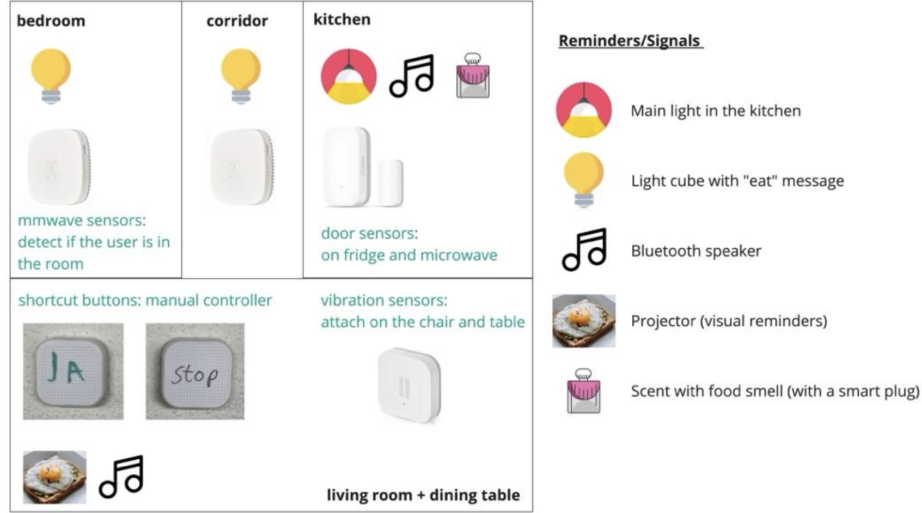 bedroom
corridor
kitchen
mmwave sensors:
detect if the user is in
the room
door sensors:
on fridge and microwave
shortcut buttons: manual controller
JA
Stop
vibration sensors:
attach on the chair and table
living room + dining table
Reminders/Signals
Main light in the kitchen
Light cube with "eat" message
Bluetooth speaker
Projector (visual reminders)
Scent with food smell (with a smart plug)